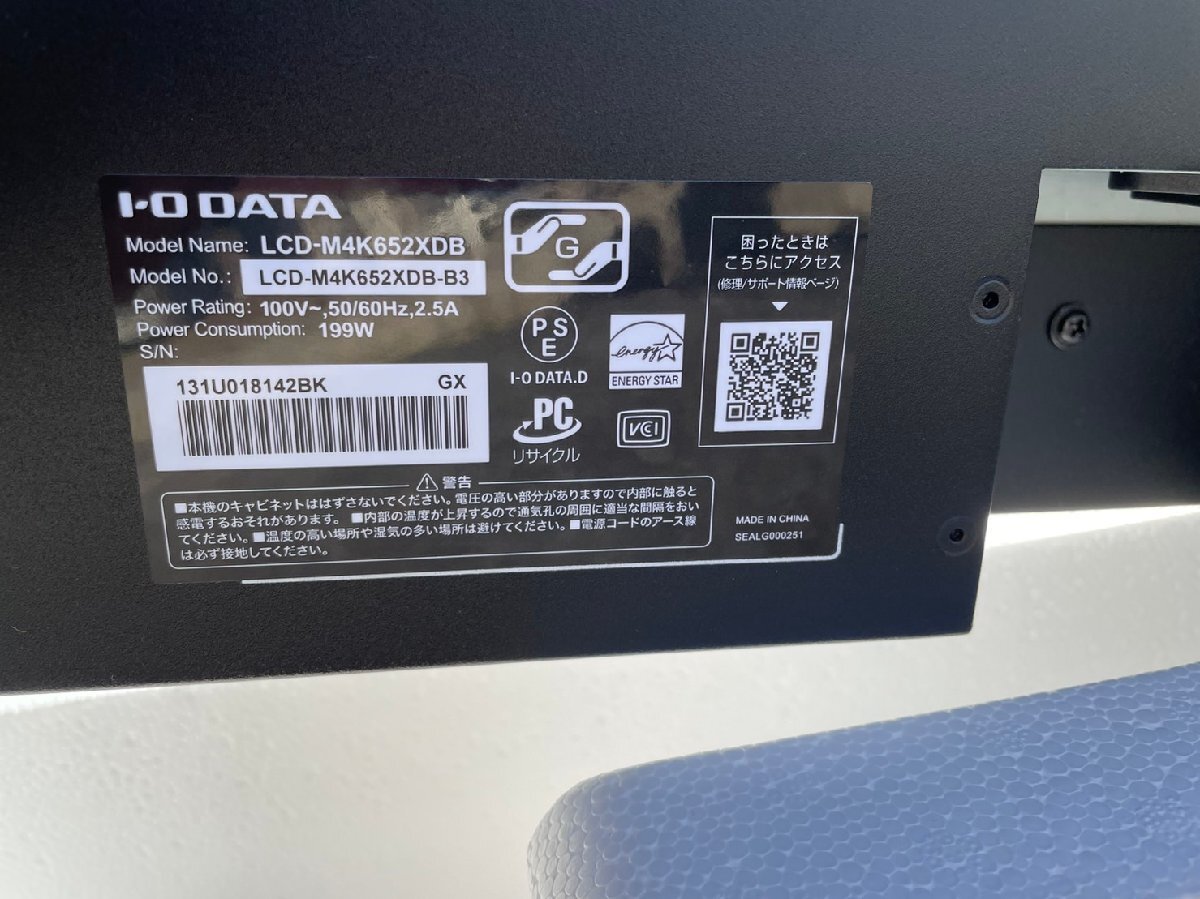 I-O DATA
Model Name: LCD-M4K652XDB
Model No.: LCD-M4K652XDB-B3
Power Rating: 100V~,50/60Hz,2.5A
Power Consumption: 199W
S/N:
131U018142BK GX
G
PSE
I-O DATA.D
energy
ENERGY STAR
PC
リサイクル
VCCI
困ったときは
こちらにアクセス
(修理/サポート情報ページ)
警告
■本機のキャビネットははずさないでください。電圧の高い部分がありますので内部に触ると
感電するおそれがあります。 ■内部の温度が上昇するので通気孔の周囲に適当な間隔をおい
てください。■温度の高い場所や湿気の多い場所は避けてください。■電源コードのアース線
は必ず接地してください。
MADE IN CHINA
SEALG000251